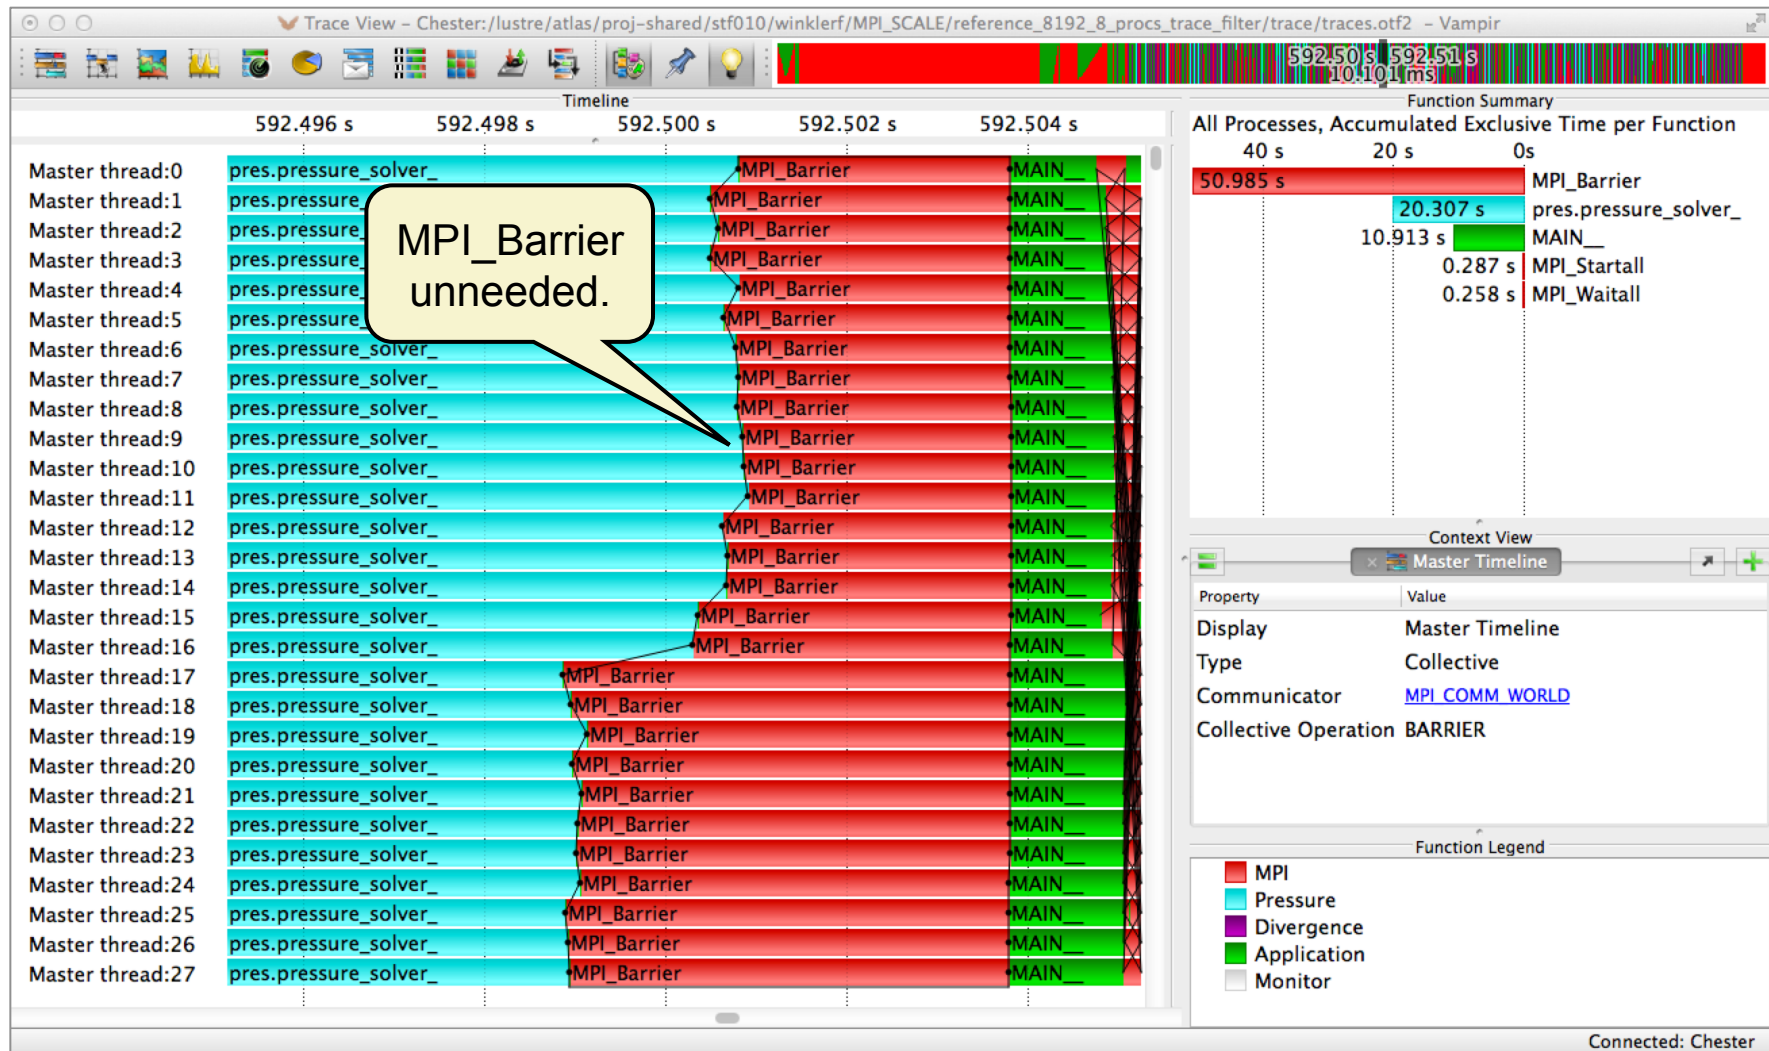 Trace View – Chester:/lustre/atlas/proj-shared/stf010/winklerf/MPI_SCALE/reference_8192_8_procs_trace_filter/trace/traces.otf2 – Vampir
592.50 s 592.51 s
10.101 ms
Timeline
592.496 s 592.498 s 592.500 s 592.502 s 592.504 s
Master thread:0 pres.pressure_solver_ MPI_Barrier MAIN__
Master thread:1 pres.pressure_ MPI_Barrier MAIN__
Master thread:2 pres.pressure_ MPI_Barrier MAIN__
Master thread:3 pres.pressure_ MPI_Barrier MAIN__
Master thread:4 pres.pressure_ MPI_Barrier MAIN__
Master thread:5 pres.pressure_ MPI_Barrier MAIN__
Master thread:6 pres.pressure_solver_ MPI_Barrier MAIN__
Master thread:7 pres.pressure_solver_ MPI_Barrier MAIN__
Master thread:8 pres.pressure_solver_ MPI_Barrier MAIN__
Master thread:9 pres.pressure_solver_ MPI_Barrier MAIN__
Master thread:10 pres.pressure_solver_ MPI_Barrier MAIN__
Master thread:11 pres.pressure_solver_ MPI_Barrier MAIN__
Master thread:12 pres.pressure_solver_ MPI_Barrier MAIN__
Master thread:13 pres.pressure_solver_ MPI_Barrier MAIN__
Master thread:14 pres.pressure_solver_ MPI_Barrier MAIN__
Master thread:15 pres.pressure_solver_ MPI_Barrier MAIN__
Master thread:16 pres.pressure_solver_ MPI_Barrier MAIN__
Master thread:17 pres.pressure_solver_ MPI_Barrier MAIN__
Master thread:18 pres.pressure_solver_ MPI_Barrier MAIN__
Master thread:19 pres.pressure_solver_ MPI_Barrier MAIN__
Master thread:20 pres.pressure_solver_ MPI_Barrier MAIN__
Master thread:21 pres.pressure_solver_ MPI_Barrier MAIN__
Master thread:22 pres.pressure_solver_ MPI_Barrier MAIN__
Master thread:23 pres.pressure_solver_ MPI_Barrier MAIN__
Master thread:24 pres.pressure_solver_ MPI_Barrier MAIN__
Master thread:25 pres.pressure_solver_ MPI_Barrier MAIN__
Master thread:26 pres.pressure_solver_ MPI_Barrier MAIN__
Master thread:27 pres.pressure_solver_ MPI_Barrier MAIN__
MPI_Barrier
unneeded.
Function Summary
All Processes, Accumulated Exclusive Time per Function
40 s 20 s 0s
50.985 s MPI_Barrier
20.307 s pres.pressure_solver_
10.913 s MAIN__
0.287 s MPI_Startall
0.258 s MPI_Waitall
Context View
Master Timeline
Property Value
Display Master Timeline
Type Collective
Communicator MPI_COMM_WORLD
Collective Operation BARRIER
Function Legend
MPI
Pressure
Divergence
Application
Monitor
Connected: Chester